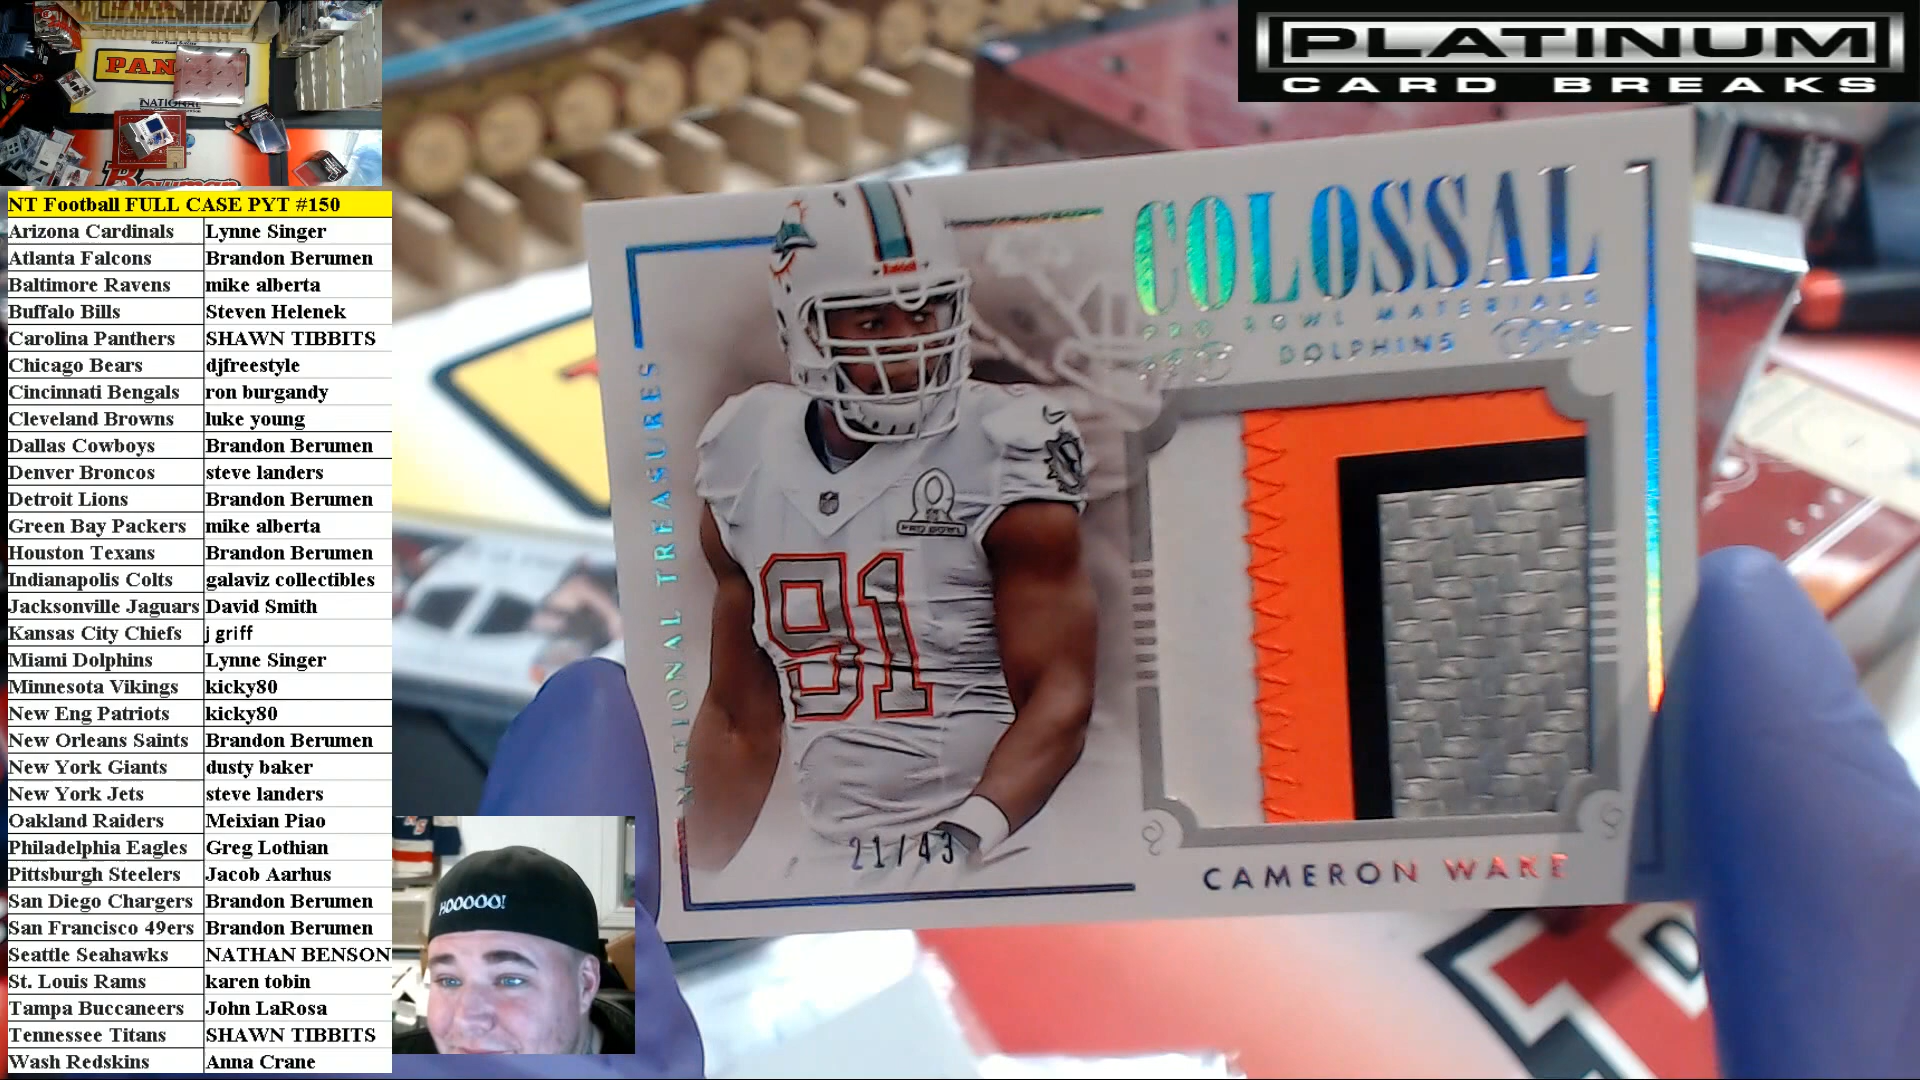 PANI
NATIONAL
Bowman
PLATINUM
CARD BREAKS
NT Football FULL CASE PYT #150
Arizona Cardinals Lynne Singer
Atlanta Falcons Brandon Berumen
Baltimore Ravens mike alberta
Buffalo Bills Steven Helenek
Carolina Panthers SHAWN TIBBITS
Chicago Bears djfreestyle
Cincinnati Bengals ron burgandy
Cleveland Browns luke young
Dallas Cowboys Brandon Berumen
Denver Broncos steve landers
Detroit Lions Brandon Berumen
Green Bay Packers mike alberta
Houston Texans Brandon Berumen
Indianapolis Colts galaviz collectibles
Jacksonville Jaguars David Smith
Kansas City Chiefs j griff
Miami Dolphins Lynne Singer
Minnesota Vikings kicky80
New Eng Patriots kicky80
New Orleans Saints Brandon Berumen
New York Giants dusty baker
New York Jets steve landers
Oakland Raiders Meixian Piao
Philadelphia Eagles Greg Lothian
Pittsburgh Steelers Jacob Aarhus
San Diego Chargers Brandon Berumen
San Francisco 49ers Brandon Berumen
Seattle Seahawks NATHAN BENSON
St. Louis Rams karen tobin
Tampa Buccaneers John LaRosa
Tennessee Titans SHAWN TIBBITS
Wash Redskins Anna Crane
COLOSSAL
PRO BOWL MATERIALS
DOLPHINS
NATIONAL TREASURES
Riddell
NFL
PRO BOWL
91
21/43
CAMERON WAKE
HOOOOO!